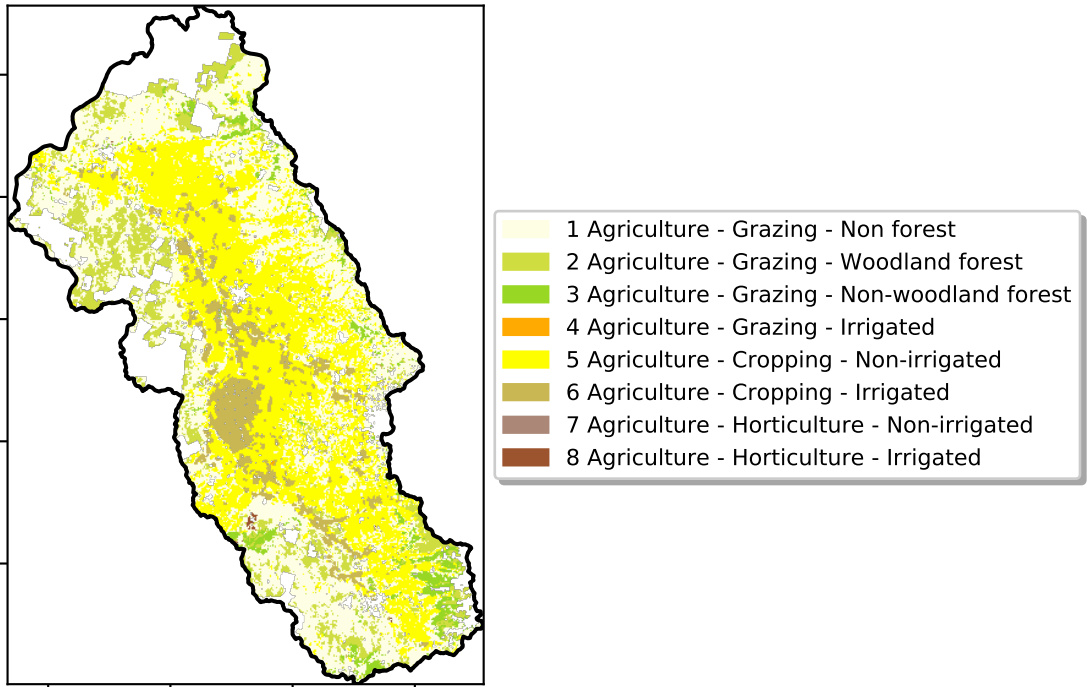 1 Agriculture - Grazing - Non forest
2 Agriculture - Grazing - Woodland forest
3 Agriculture - Grazing - Non-woodland forest
4 Agriculture - Grazing - Irrigated
5 Agriculture - Cropping - Non-irrigated
6 Agriculture - Cropping - Irrigated
7 Agriculture - Horticulture - Non-irrigated
8 Agriculture - Horticulture - Irrigated